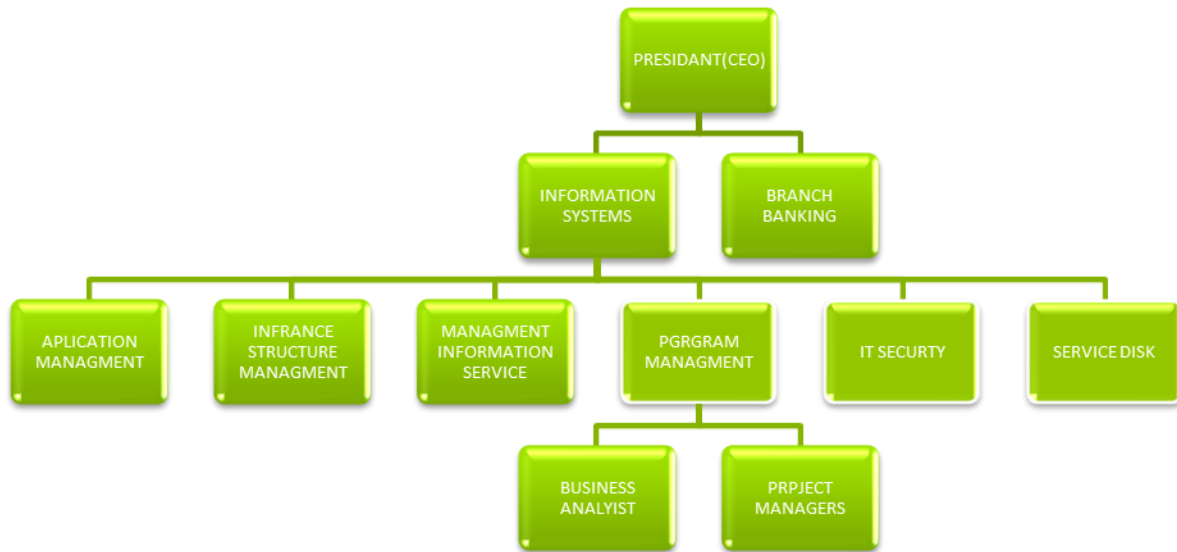 PRESIDANT(CEO)
INFORMATION
SYSTEMS
BRANCH
BANKING
APLICATION
MANAGMENT
INFRANCE
STRUCTURE
MANAGMENT
MANAGMENT
INFORMATION
SERVICE
PGRGRAM
MANAGMENT
IT SECURTY
SERVICE DISK
BUSINESS
ANALYIST
PRPJECT
MANAGERS